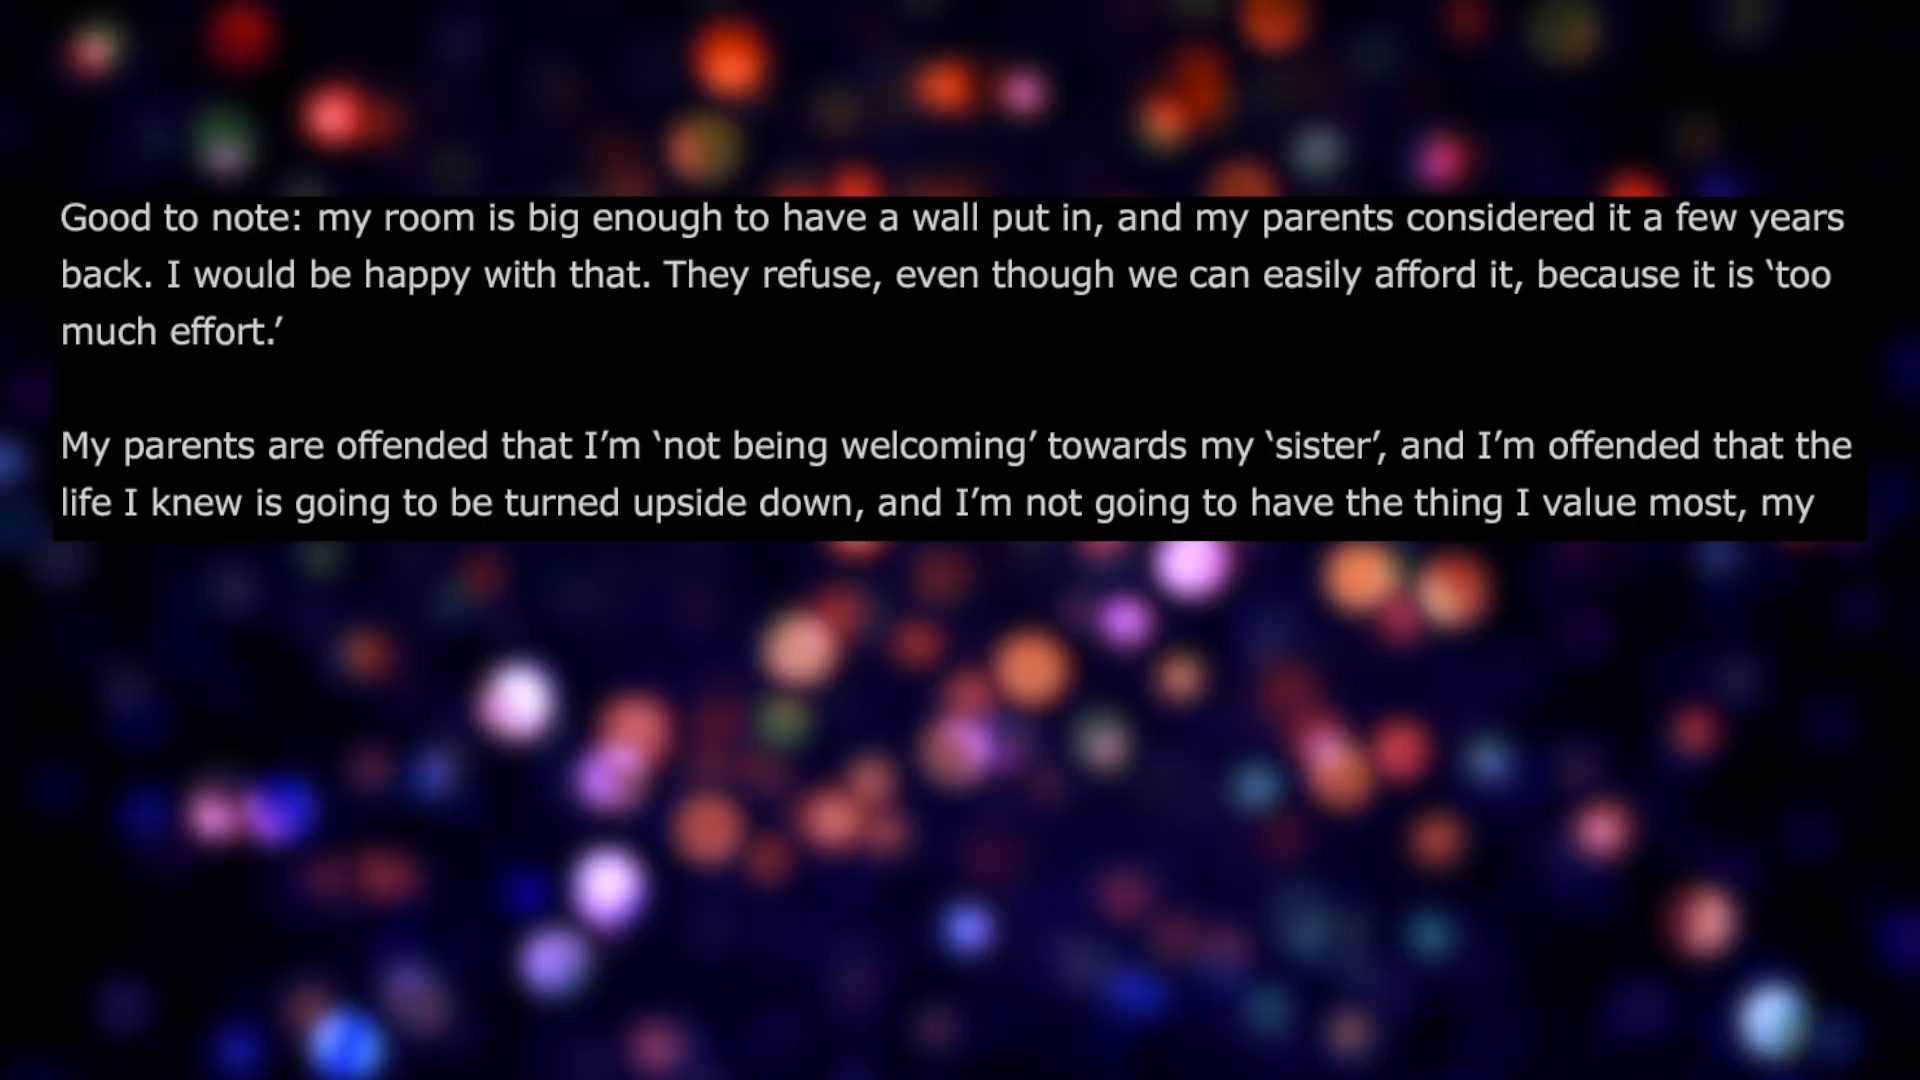 Good to note: my room is big enough to have a wall put in, and my parents considered it a few years
back. I would be happy with that. They refuse, even though we can easily afford it, because it is ‘too
much effort.’
My parents are offended that I’m ‘not being welcoming’ towards my ‘sister’, and I’m offended that the
life I knew is going to be turned upside down, and I’m not going to have the thing I value most, my